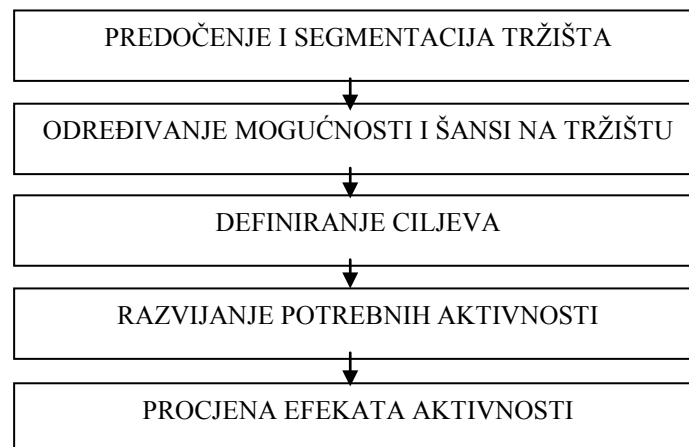 PREDOČENJE I SEGMENTACIJA TRŽIŠTA
ODREĐIVANJE MOGUĆNOSTI I ŠANSI NA TRŽIŠTU
DEFINIRANJE CILJEVA
RAZVIJANJE POTREBNIH AKTIVNOSTI
PROCJENA EFEKATA AKTIVNOSTI